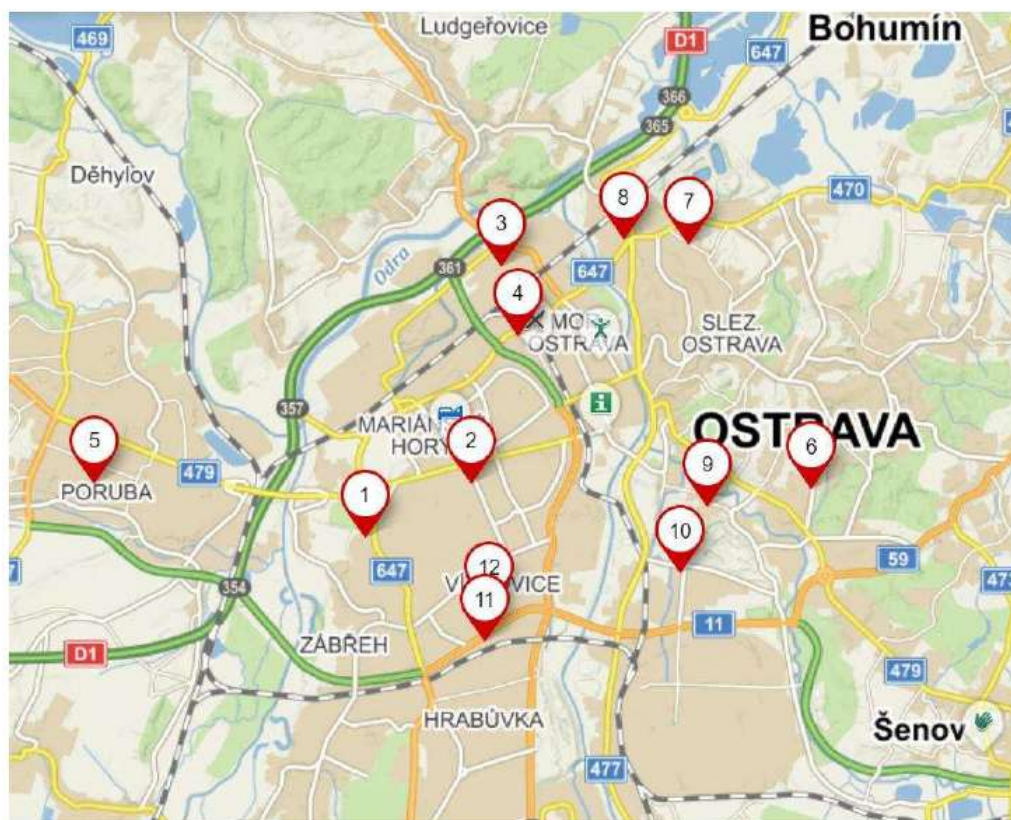 Ludgeřovice
Bohumín
469
D1
647
366
365
Děhylov
8
7
470
3
Odra
361
647
4
MOR.
OSTRAVA
SLEZ.
OSTRAVA
357
MARIÁNSKÉ
HORY
2
OSTRAVA
6
5
PORUBA
479
1
9
10
647
12
VÍTKOVICE
11
59
354
11
473
D1
ZÁBŘEH
479
HRABŮVKA
Šenov
477